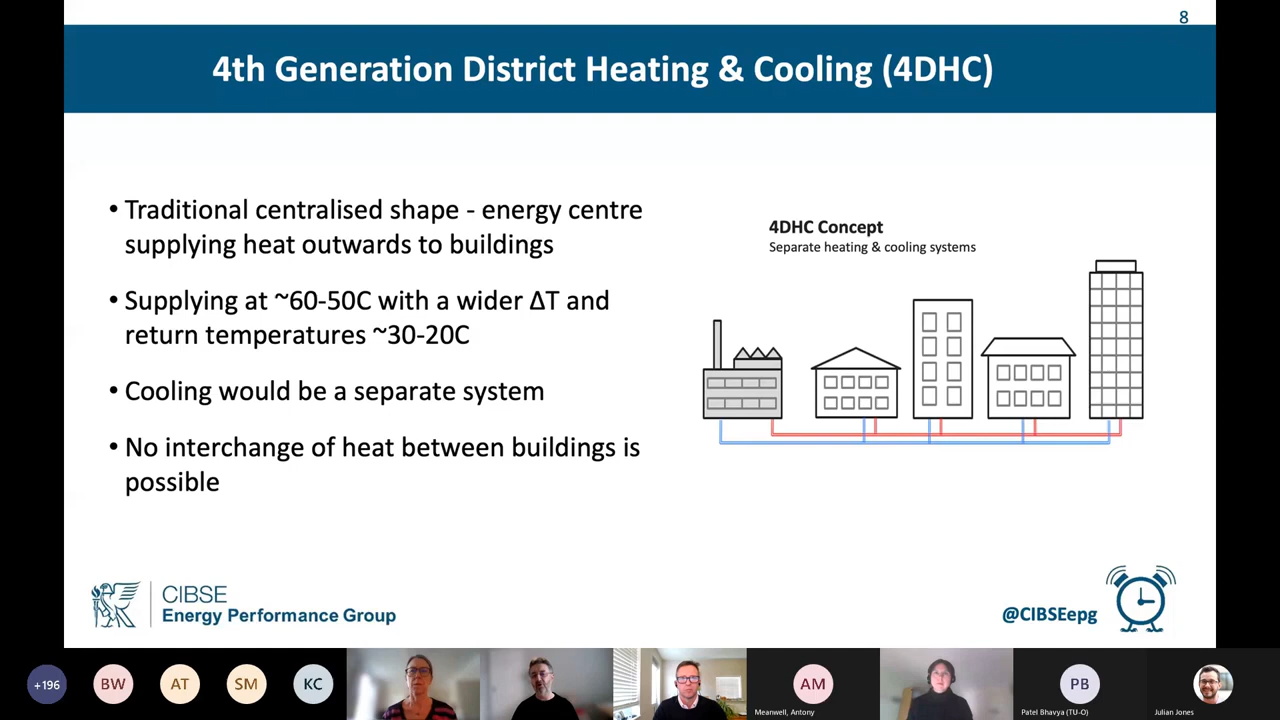 8
4th Generation District Heating & Cooling (4DHC)
• Traditional centralised shape - energy centre
supplying heat outwards to buildings
• Supplying at ~60-50C with a wider ΔT and
return temperatures ~30-20C
• Cooling would be a separate system
• No interchange of heat between buildings is
possible
4DHC Concept
Separate heating & cooling systems
CIBSE
Energy Performance Group
@CIBSEepg
+196
BW
AT
SM
KC
AM
Meanwell, Antony
PB
Patel Bhavya (TU-O)
Julian Jones